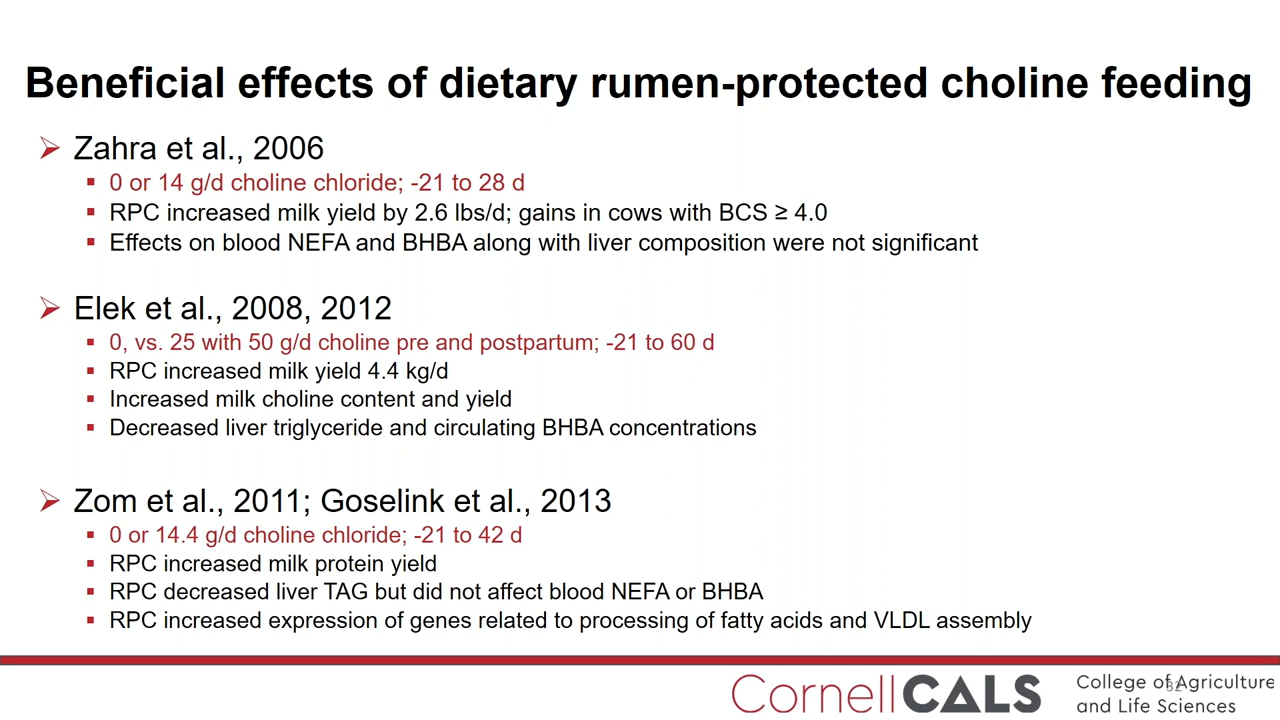 Beneficial effects of dietary rumen-protected choline feeding
Zahra et al., 2006
0 or 14 g/d choline chloride; -21 to 28 d
RPC increased milk yield by 2.6 lbs/d; gains in cows with BCS ≥ 4.0
Effects on blood NEFA and BHBA along with liver composition were not significant
Elek et al., 2008, 2012
0, vs. 25 with 50 g/d choline pre and postpartum; -21 to 60 d
RPC increased milk yield 4.4 kg/d
Increased milk choline content and yield
Decreased liver triglyceride and circulating BHBA concentrations
Zom et al., 2011; Goselink et al., 2013
0 or 14.4 g/d choline chloride; -21 to 42 d
RPC increased milk protein yield
RPC decreased liver TAG but did not affect blood NEFA or BHBA
RPC increased expression of genes related to processing of fatty acids and VLDL assembly
CornellCALS
College of Agriculture
and Life Sciences
32